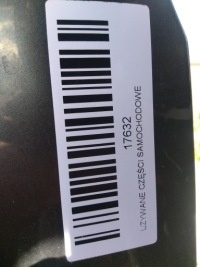 17632
UŻYWANE CZĘŚCI SAMOCHODOWE